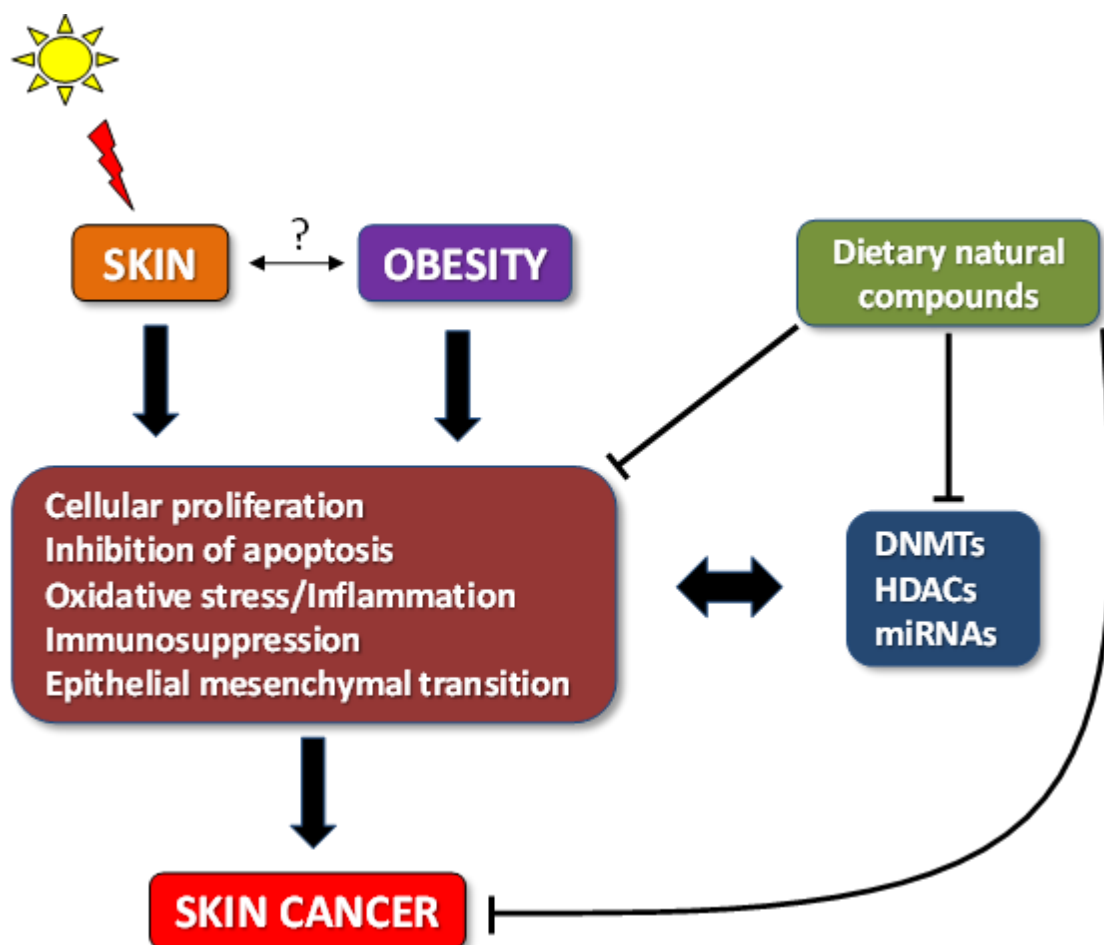 ?
SKIN
OBESITY
Dietary natural
compounds
Cellular proliferation
Inhibition of apoptosis
Oxidative stress/Inflammation
Immunosuppression
Epithelial mesenchymal transition
DNMTs
HDACs
miRNAs
SKIN CANCER